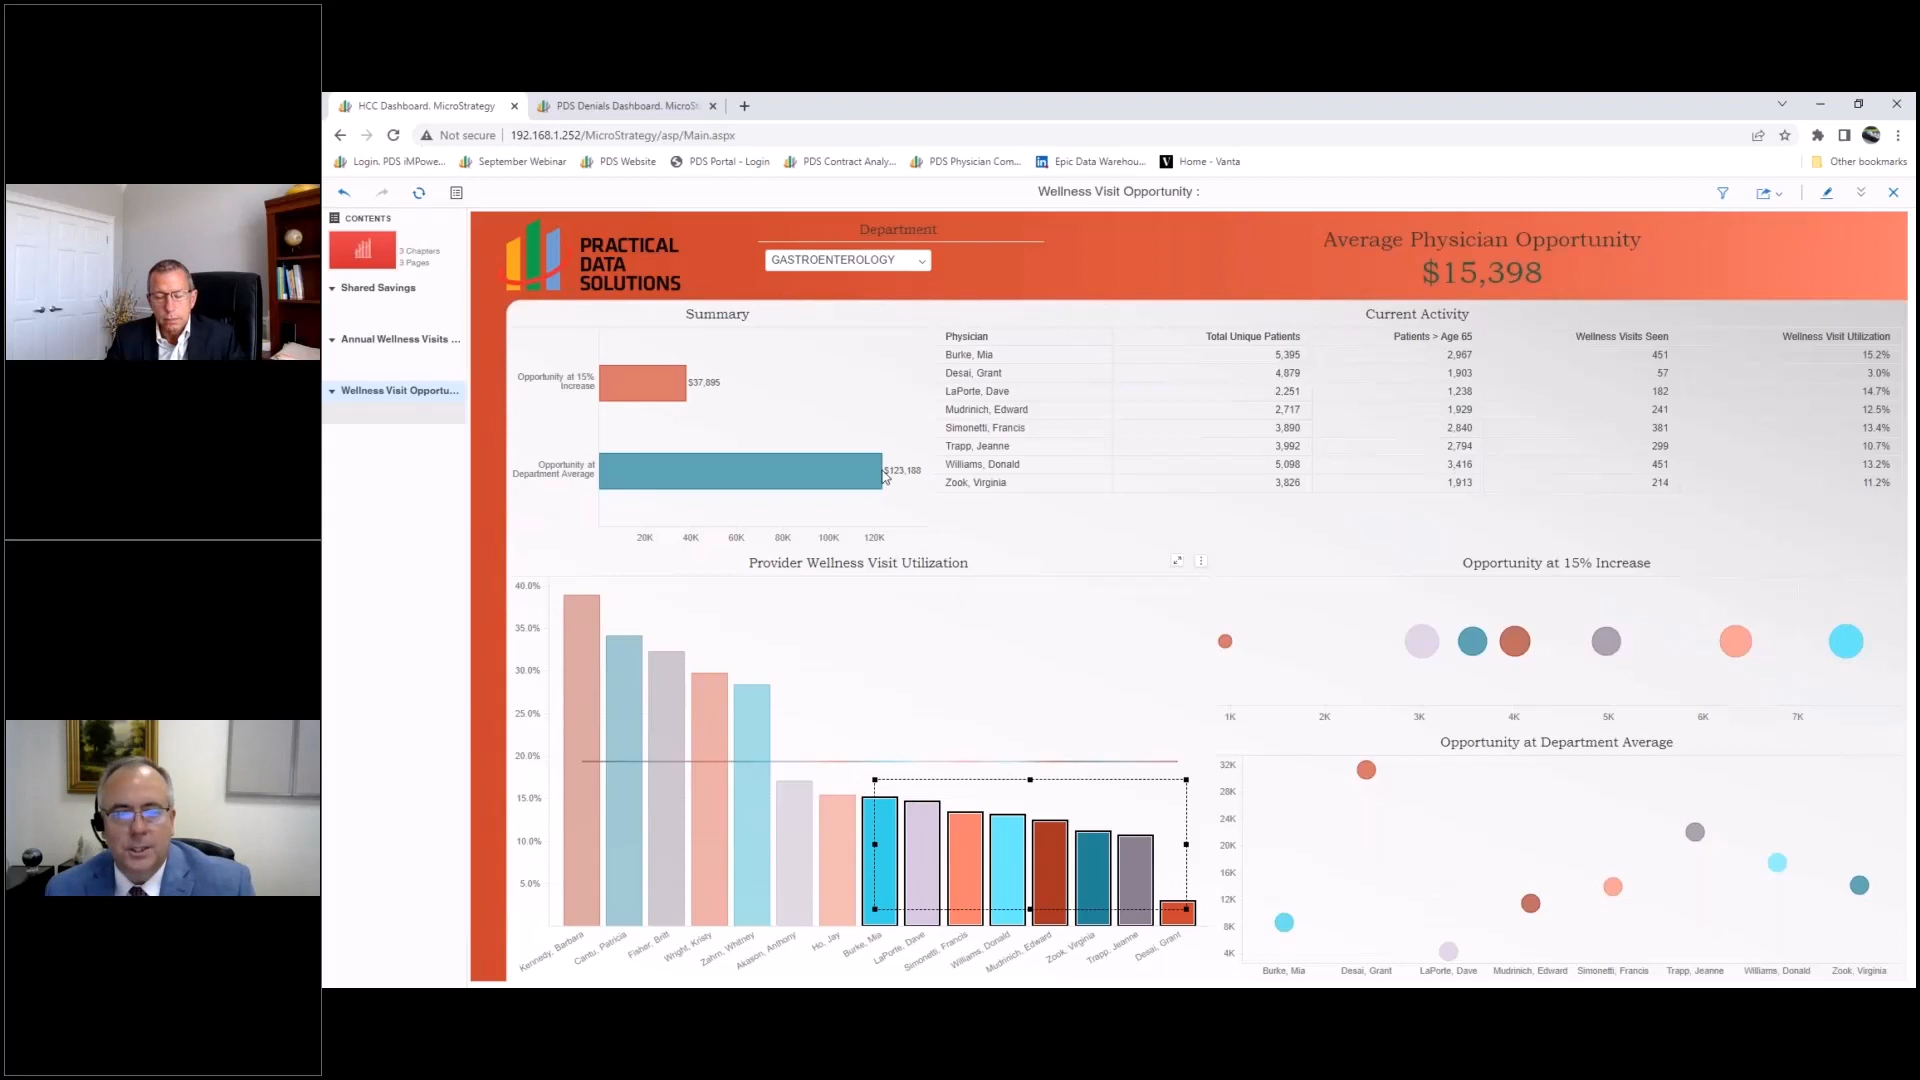 HCC Dashboard. MicroStrategy
PDS Denials Dashboard. MicroS
Not secure
192.168.1.252/MicroStrategy/asp/Main.aspx
Login. PDS iMPowe...
September Webinar
PDS Website
PDS Portal - Login
PDS Contract Analy...
PDS Physician Com...
Epic Data Warehou...
Home - Vanta
Other bookmarks
Wellness Visit Opportunity :
CONTENTS
3 Chapters
3 Pages
Shared Savings
Annual Wellness Visits ...
Wellness Visit Opportu...
PRACTICAL
DATA
SOLUTIONS
Department
GASTROENTEROLOGY
Average Physician Opportunity
$15,398
Summary
Opportunity at 15%
Increase
$37,895
Opportunity at
Department Average
$123,188
20K 40K 60K 80K 100K 120K
Current Activity
Physician Total Unique Patients Patients > Age 65 Wellness Visits Seen Wellness Visit Utilization
Burke, Mia 5,395 2,967 451 15.2%
Desai, Grant 4,879 1,903 57 3.0%
LaPorte, Dave 2,251 1,238 182 14.7%
Mudrinich, Edward 2,717 1,929 241 12.5%
Simonetti, Francis 3,890 2,840 381 13.4%
Trapp, Jeanne 3,992 2,794 299 10.7%
Williams, Donald 5,098 3,416 451 13.2%
Zook, Virginia 3,826 1,913 214 11.2%
Provider Wellness Visit Utilization
40.0%
35.0%
30.0%
25.0%
20.0%
15.0%
10.0%
5.0%
Kennedy, Barbara
Cantu, Patricia
Fisher, Britt
Wright, Kristy
Zahrn, Whitney
Akason, Anthony
Ho, Jay
Burke, Mia
LaPorte, Dave
Simonetti, Francis
Williams, Donald
Mudrinich, Edward
Zook, Virginia
Trapp, Jeanne
Desai, Grant
Opportunity at 15% Increase
1K 2K 3K 4K 5K 6K 7K
Opportunity at Department Average
32K
28K
24K
20K
16K
12K
8K
4K
Burke, Mia Desai, Grant LaPorte, Dave Mudrinich, Edward Simonetti, Francis Trapp, Jeanne Williams, Donald Zook, Virginia